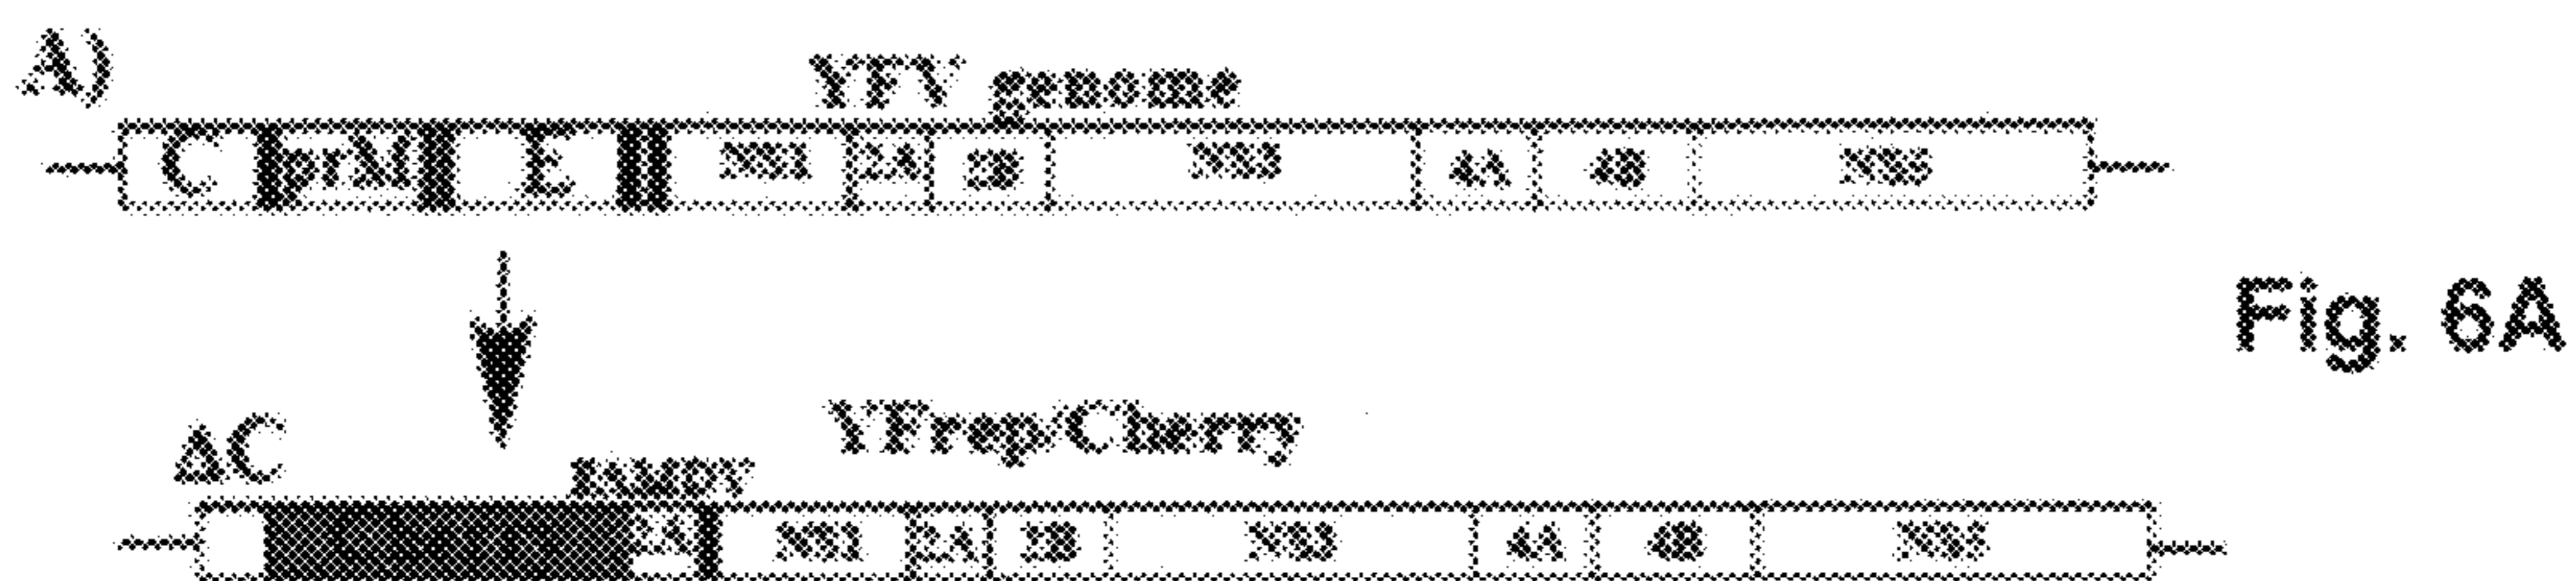 A)
YFV genome
C prM E NS1 2A 2B NS3 4A 4B NS5
Fig. 6A
ΔC YFrep/Cherry
FAMDV
2A NS1 2A 2B NS3 4A 4B NS5